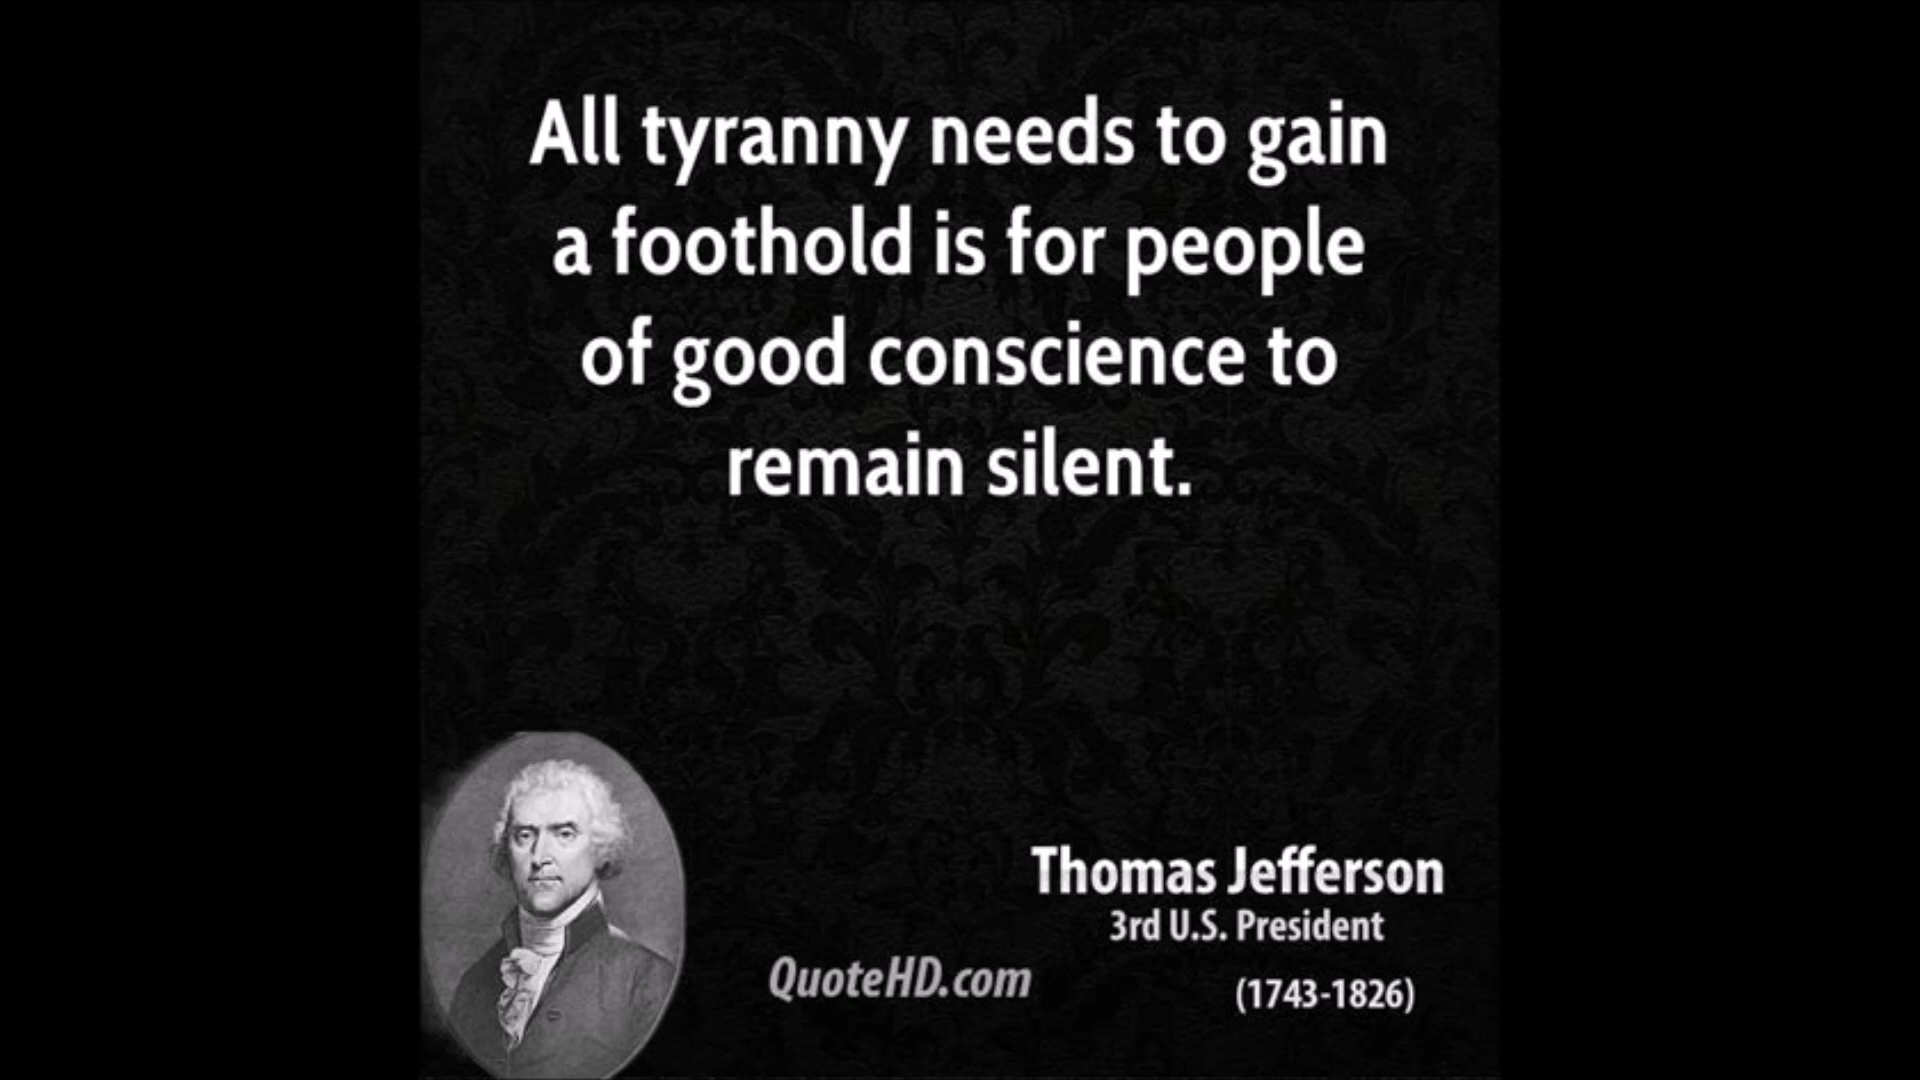 All tyranny needs to gain
a foothold is for people
of good conscience to
remain silent.
Thomas Jefferson
3rd U.S. President
QuoteHD.com
(1743-1826)